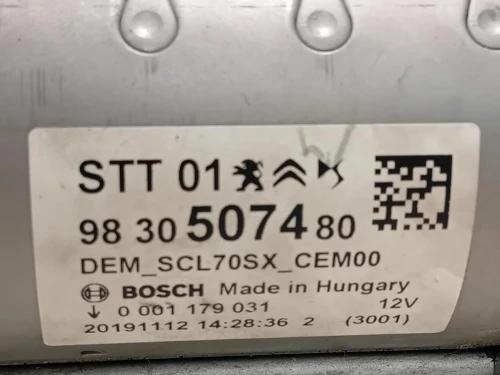 STT 01
98 30 5074 80
DEM_SCL70SX_CEM00
BOSCH Made in Hungary
↓ 0 001 179 031 12V
20191112 14:28:36 2 (3001)